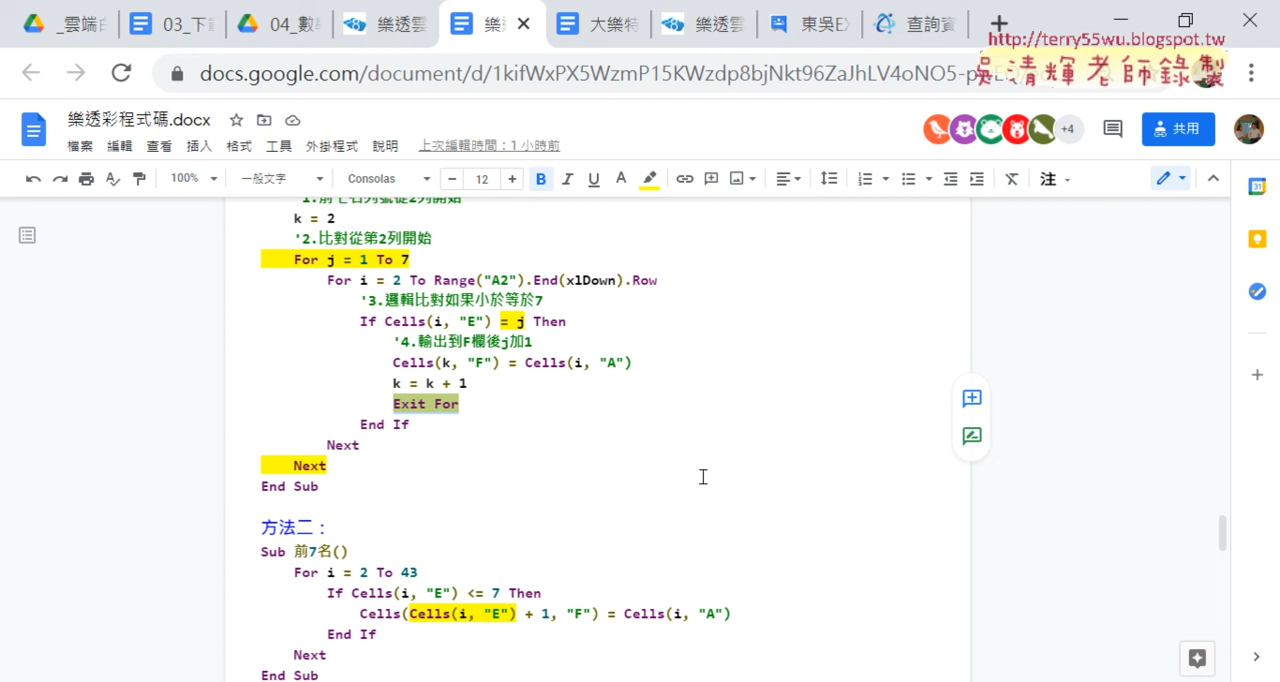 _雲端白
03_下
04_數
樂透雲
樂透
大樂特
樂透雲
東吳EX
查詢資
http://terry55wu.blogspot.tw
吳清輝老師錄製
docs.google.com/document/d/1kifWxPX5WzmP15KWzdp8bjNkt96ZaJhLV4oNO5-p
樂透彩程式碼.docx
+4
共用
檔案 編輯 查看 插入 格式 工具 外掛程式 說明 上次編輯時間：1 小時前
100% 一般文字 Consolas − 12 + B I U A 注
31
k = 2
'2.比對從第2列開始
For j = 1 To 7
For i = 2 To Range("A2").End(xlDown).Row
'3.邏輯比對如果小於等於7
If Cells(i, "E") = j Then
'4.輸出到F欄後j加1
Cells(k, "F") = Cells(i, "A")
k = k + 1
Exit For
End If
Next
Next
End Sub
方法二：
Sub 前7名()
For i = 2 To 43
If Cells(i, "E") <= 7 Then
Cells(Cells(i, "E") + 1, "F") = Cells(i, "A")
End If
Next
End Sub